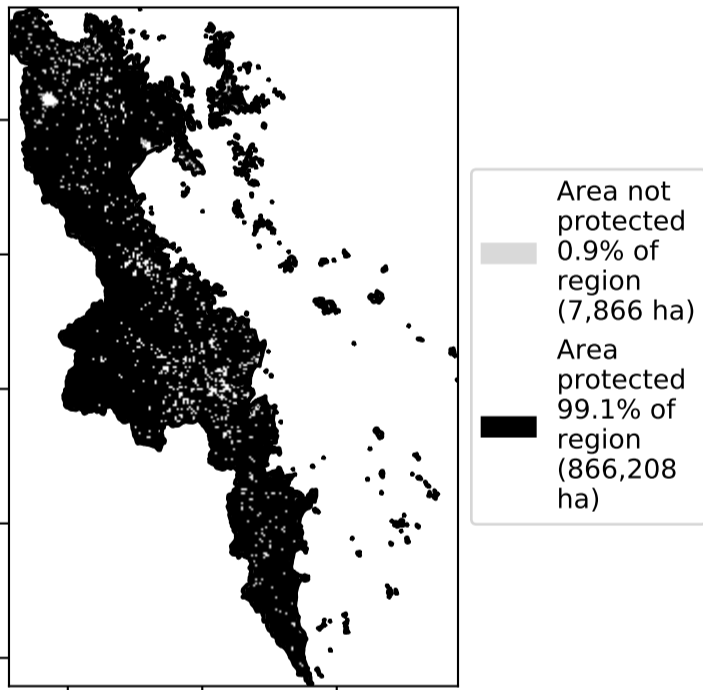 Area not
protected
0.9% of
region
(7,866 ha)
Area
protected
99.1% of
region
(866,208
ha)